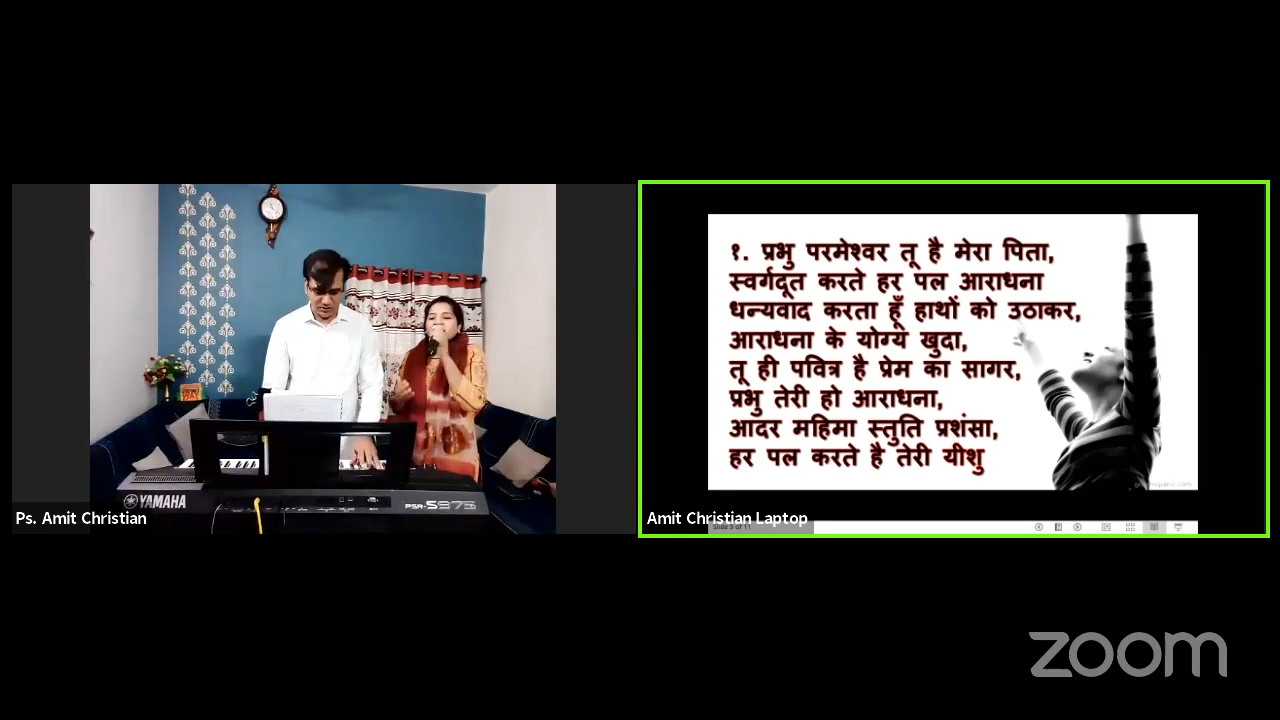 YAMAHA
PSR-S975
Ps. Amit Christian
१. प्रभु परमेश्वर तू है मेरा पिता,
स्वर्गदूत करते हर पल आराधना
धन्यवाद करता हूँ हाथों को उठाकर,
आराधना के योग्य खुदा,
तू ही पवित्र है प्रेम का सागर,
प्रभु तेरी हो आराधना,
आदर महिमा स्तुति प्रशंसा,
हर पल करते है तेरी यीशु
Amit Christian Laptop
zoom